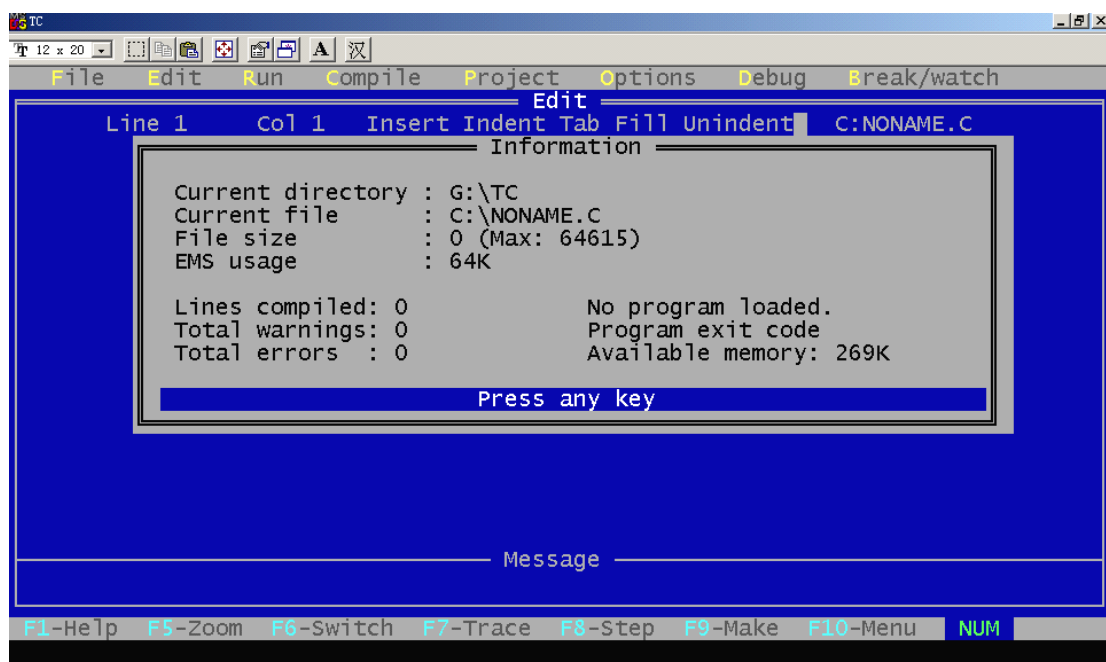 TC
12 x 20 A 汉
File Edit Run Compile Project Options Debug Break/watch
Edit
Line 1 Col 1 Insert Indent Tab Fill Unindent C:NONAME.C
Information
Current directory : G:\TC
Current file : C:\NONAME.C
File size : 0 (Max: 64615)
EMS usage : 64K
Lines compiled: 0 No program loaded.
Total warnings: 0 Program exit code
Total errors : 0 Available memory: 269K
Press any key
Message
F1-Help F5-Zoom F6-Switch F7-Trace F8-Step F9-Make F10-Menu NUM